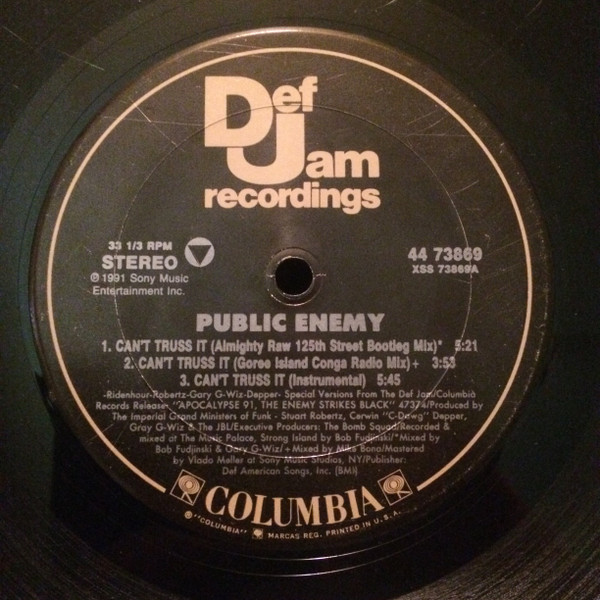 Def
Jam
recordings
33 1/3 RPM
STEREO
℗ 1991 Sony Music
Entertainment Inc.
44 73869
XSS 73869A
PUBLIC ENEMY
1. CAN'T TRUSS IT (Almighty Raw 125th Street Bootleg Mix)* 5:21
2. CAN'T TRUSS IT (Goree Island Conga Radio Mix)+ 3:53
3. CAN'T TRUSS IT (Instrumental) 5:45
-Ridenhour-Robertz-Gary G-Wiz-Depper- Special Versions From The Def Jam/Columbia
Records Release- "APOCALYPSE 91, THE ENEMY STRIKES BLACK" 47374/Produced by
The Imperial Grand Ministers of Funk - Stuart Robertz, Cerwin "C-Dawg" Depper,
Gray G-Wiz & The JBL/Executive Producers: The Bomb Squad/Recorded &
mixed at The Music Palace, Strong Island by Bob Fudjinski/*Mixed by
Bob Fudjinski & Gary G-Wiz/+Mixed by Mike Bona/Mastered
by Vlado Meller at Sony Music Studios, NY/Publisher:
Def American Songs, Inc. (BMI)
COLUMBIA
® "COLUMBIA" MARCAS REG. PRINTED IN U.S.A.